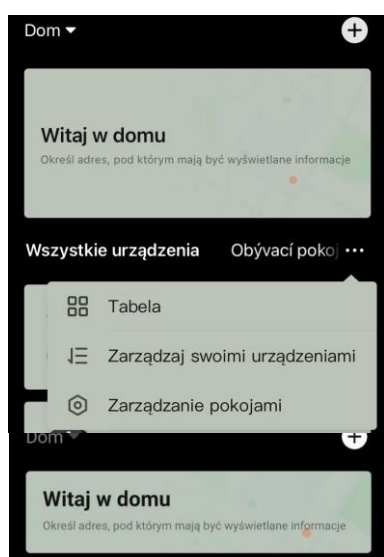 Dom
Witaj w domu
Określ adres, pod którym mają być wyświetlane informacje
Wszystkie urządzenia Obývací pokoj
Tabela
Zarządzaj swoimi urządzeniami
Zarządzanie pokojami
Dom
Witaj w domu
Określ adres, pod którym mają być wyświetlane informacje